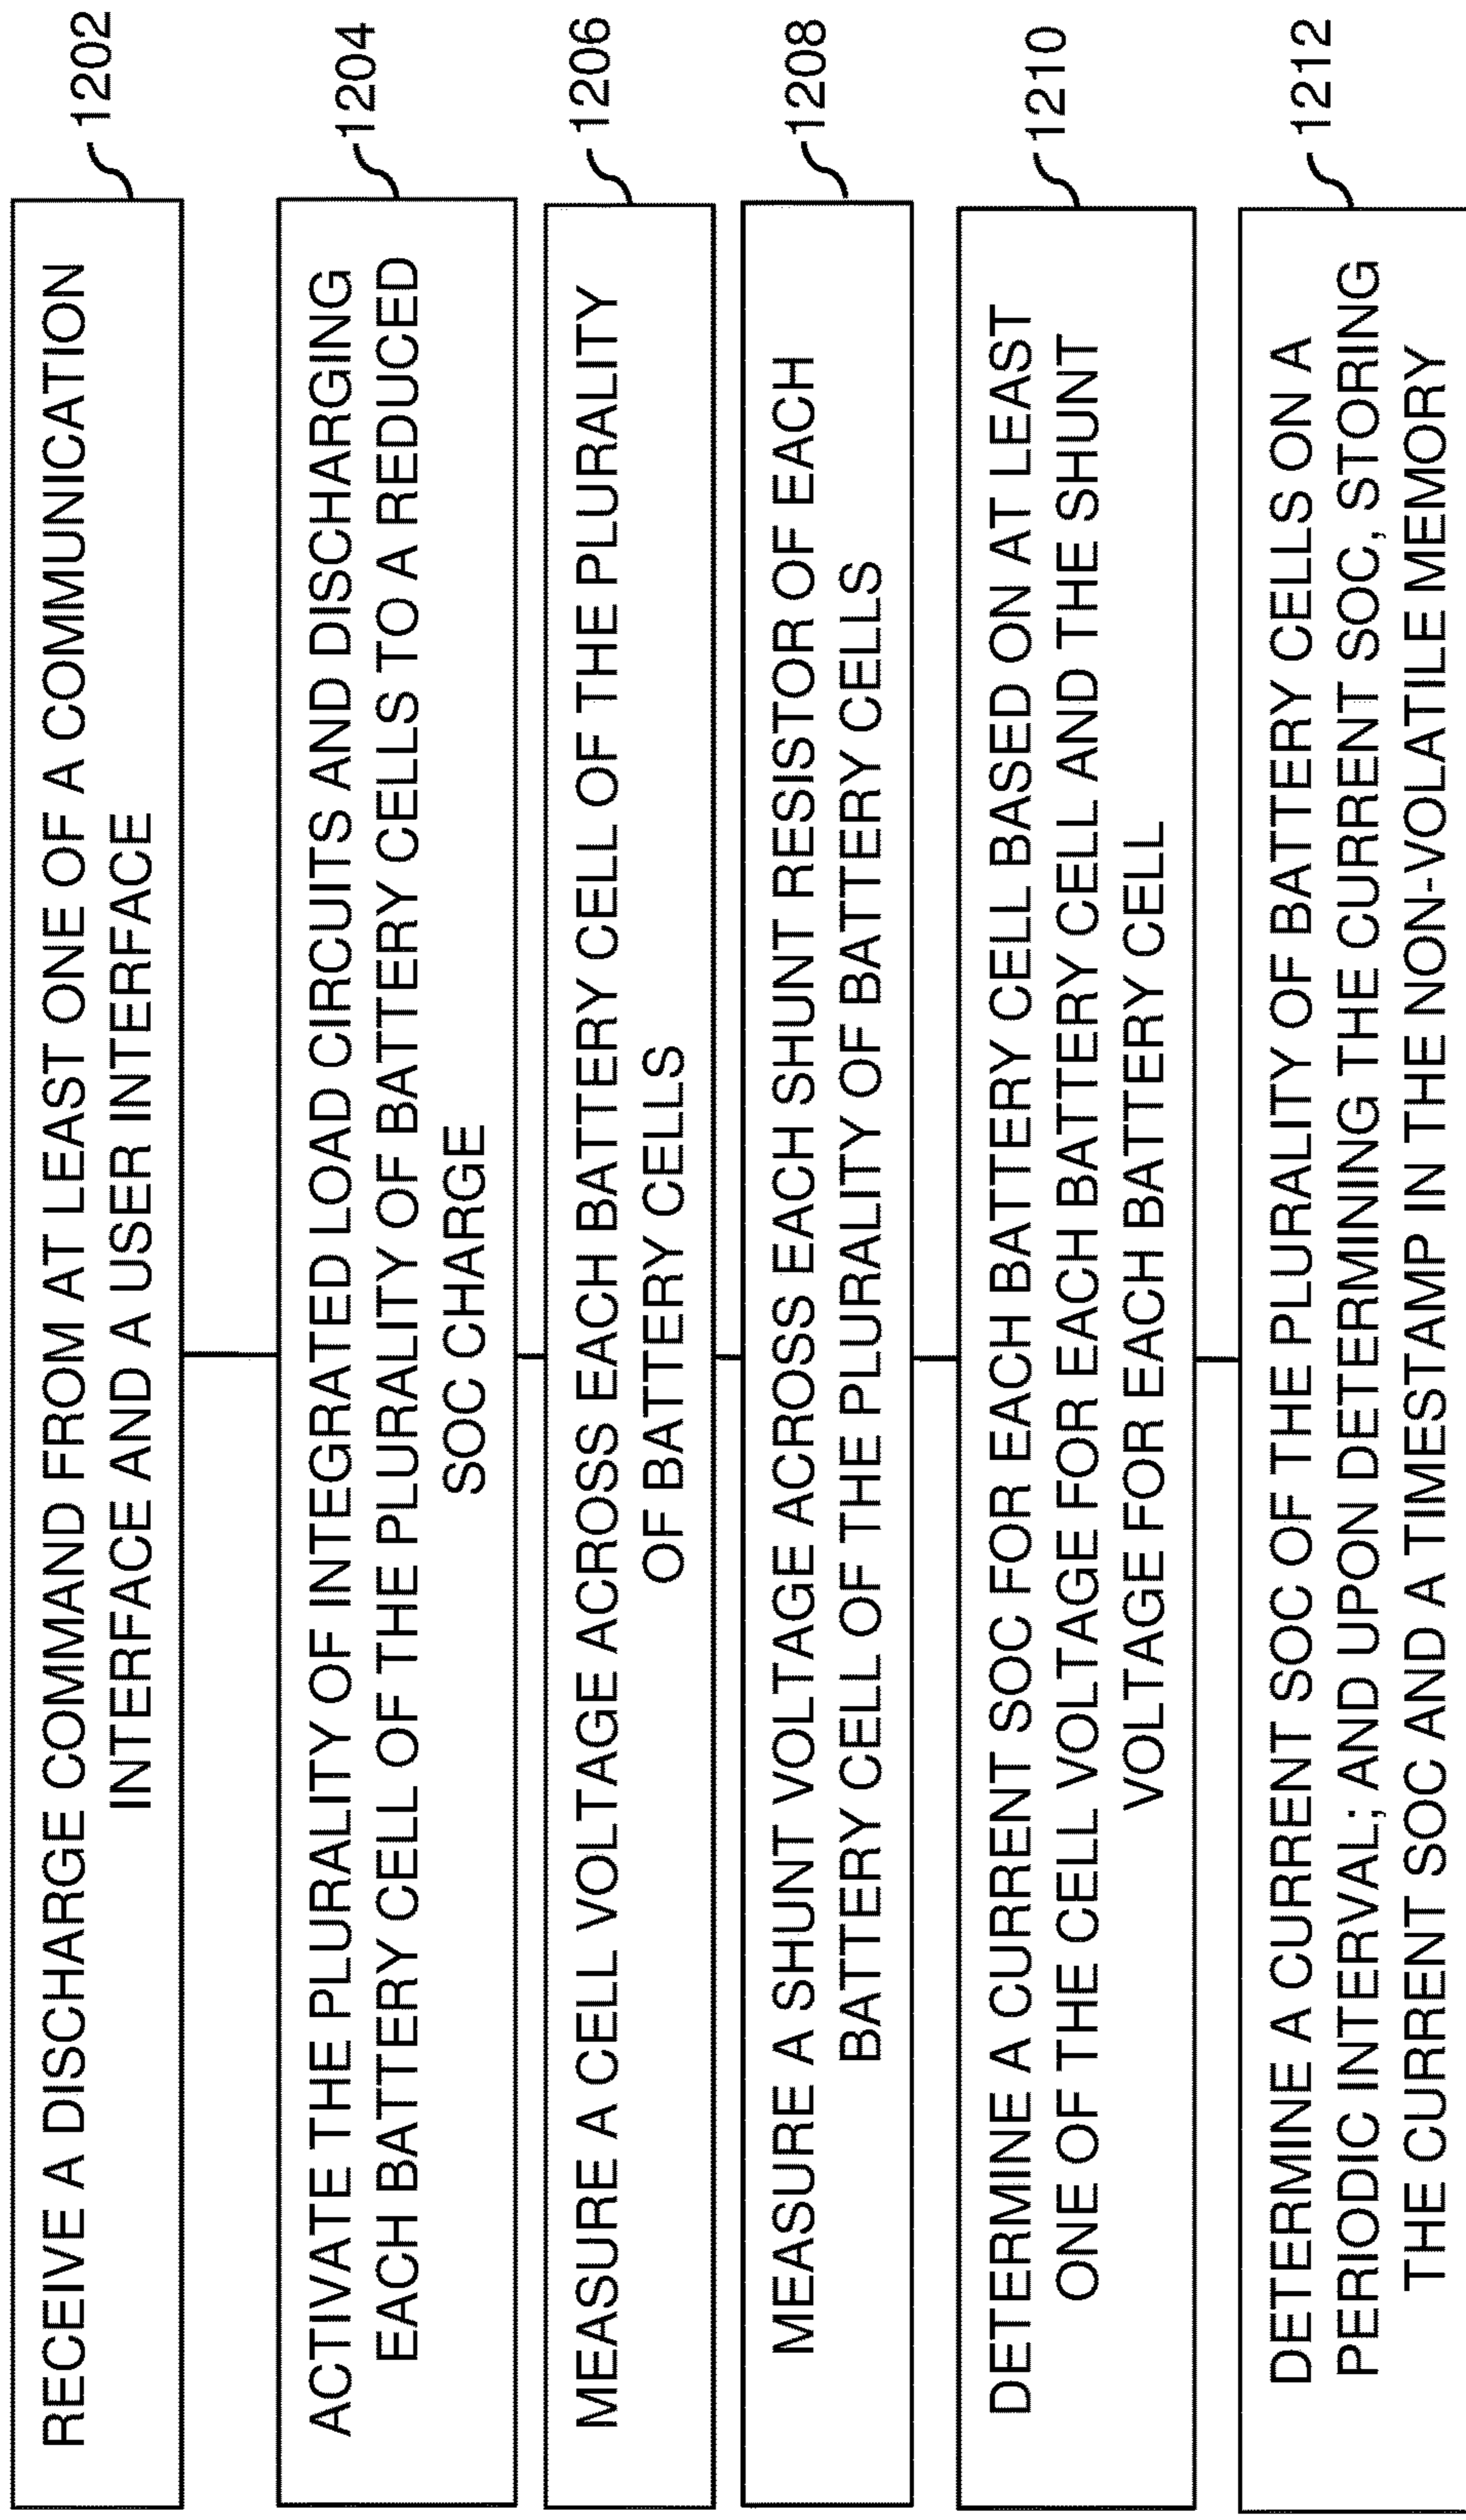 RECEIVE A DISCHARGE COMMAND FROM AT LEAST ONE OF A COMMUNICATION
INTERFACE AND A USER INTERFACE
1202
ACTIVATE THE PLURALITY OF INTEGRATED LOAD CIRCUITS AND DISCHARGING
EACH BATTERY CELL OF THE PLURALITY OF BATTERY CELLS TO A REDUCED
SOC CHARGE
1204
MEASURE A CELL VOLTAGE ACROSS EACH BATTERY CELL OF THE PLURALITY
OF BATTERY CELLS
1206
MEASURE A SHUNT VOLTAGE ACROSS EACH SHUNT RESISTOR OF EACH
BATTERY CELL OF THE PLURALITY OF BATTERY CELLS
1208
DETERMINE A CURRENT SOC FOR EACH BATTERY CELL BASED ON AT LEAST
ONE OF THE CELL VOLTAGE FOR EACH BATTERY CELL AND THE SHUNT
VOLTAGE FOR EACH BATTERY CELL
1210
DETERMINE A CURRENT SOC OF THE PLURALITY OF BATTERY CELLS ON A
PERIODIC INTERVAL; AND UPON DETERMINING THE CURRENT SOC, STORING
THE CURRENT SOC AND A TIMESTAMP IN THE NON-VOLATILE MEMORY
1212